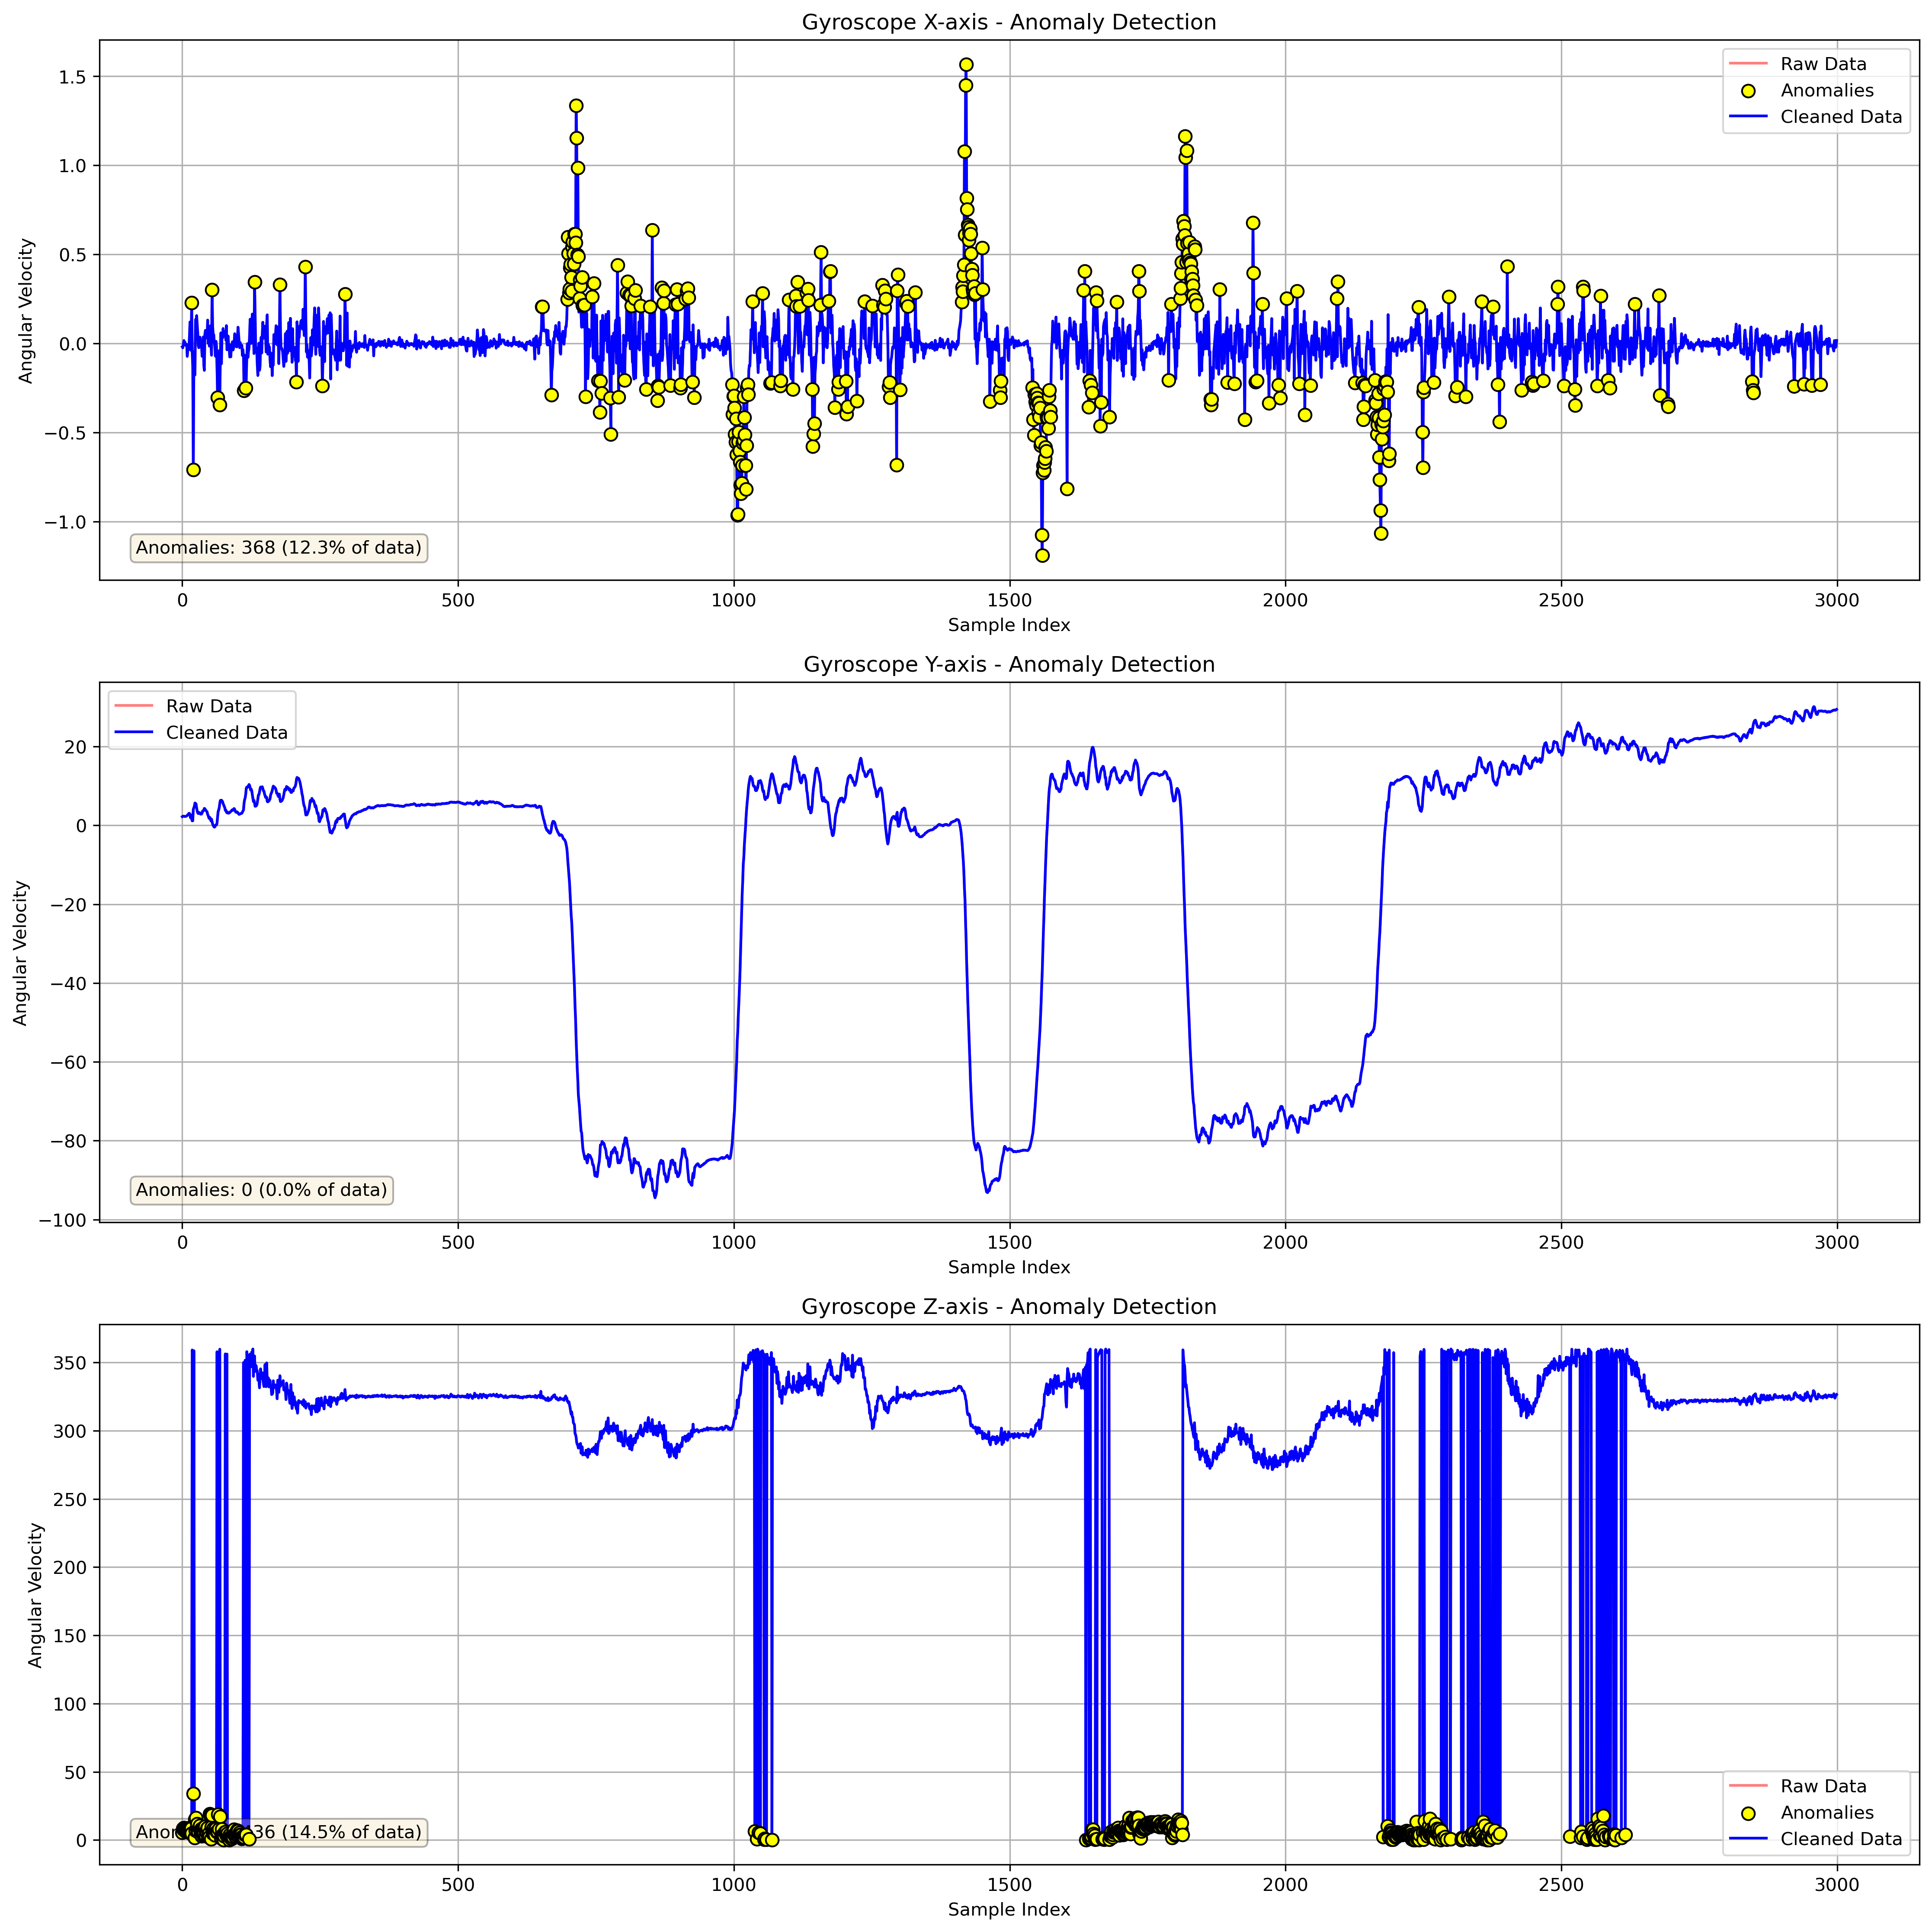 Gyroscope X-axis - Anomaly Detection
Raw Data
Anomalies
Cleaned Data
1.5
1.0
0.5
0.0
−0.5
−1.0
Angular Velocity
Anomalies: 368 (12.3% of data)
0 500 1000 1500 2000 2500 3000
Sample Index
Gyroscope Y-axis - Anomaly Detection
Raw Data
Cleaned Data
20
0
−20
−40
−60
−80
−100
Angular Velocity
Anomalies: 0 (0.0% of data)
0 500 1000 1500 2000 2500 3000
Sample Index
Gyroscope Z-axis - Anomaly Detection
350
300
250
200
150
100
50
0
Angular Velocity
Raw Data
Anomalies
Cleaned Data
(14.5% of data)
0 500 1000 1500 2000 2500 3000
Sample Index